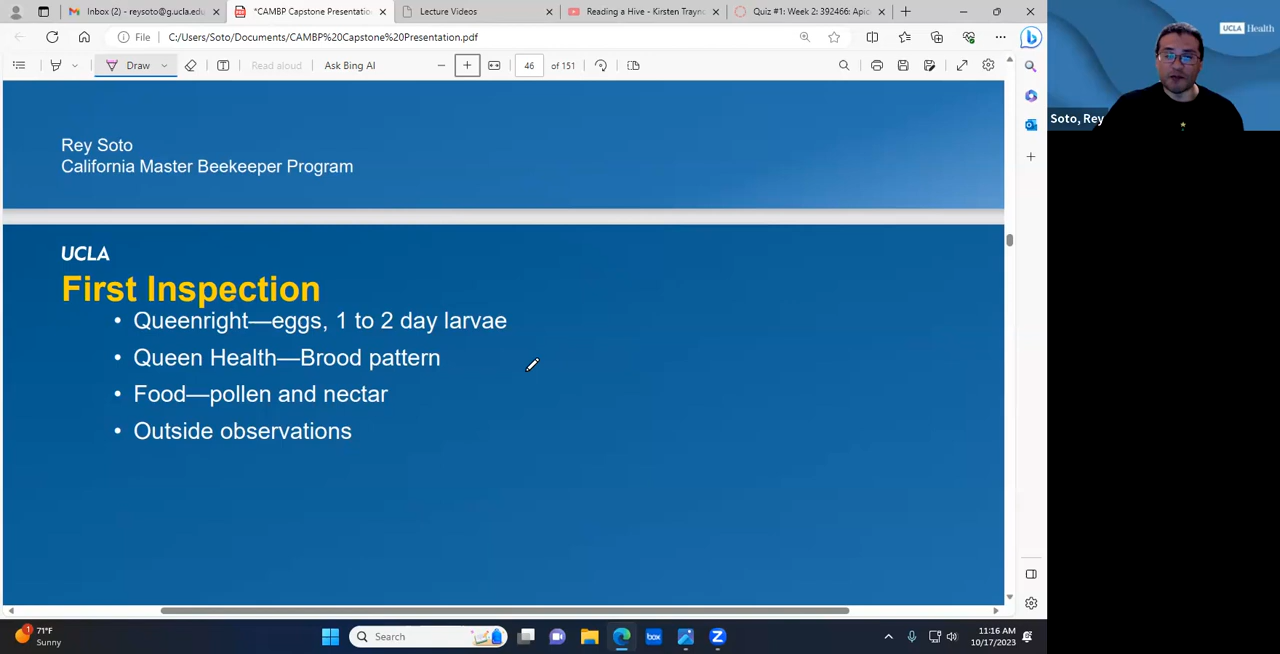 Inbox (2) - reysoto@g.ucla.edu
*CAMBP Capstone Presentatio
Lecture Videos
Reading a Hive - Kirsten Trayno
Quiz #1: Week 2: 392466: Apic
File
C:/Users/Soto/Documents/CAMBP%20Capstone%20Presentation.pdf
Draw
Read aloud
Ask Bing AI
46
of 151
UCLA Health
Soto, Rey
Rey Soto
California Master Beekeeper Program
UCLA
First Inspection
• Queenright—eggs, 1 to 2 day larvae
• Queen Health—Brood pattern
• Food—pollen and nectar
• Outside observations
1
71°F
Sunny
Search
box
11:16 AM
10/17/2023